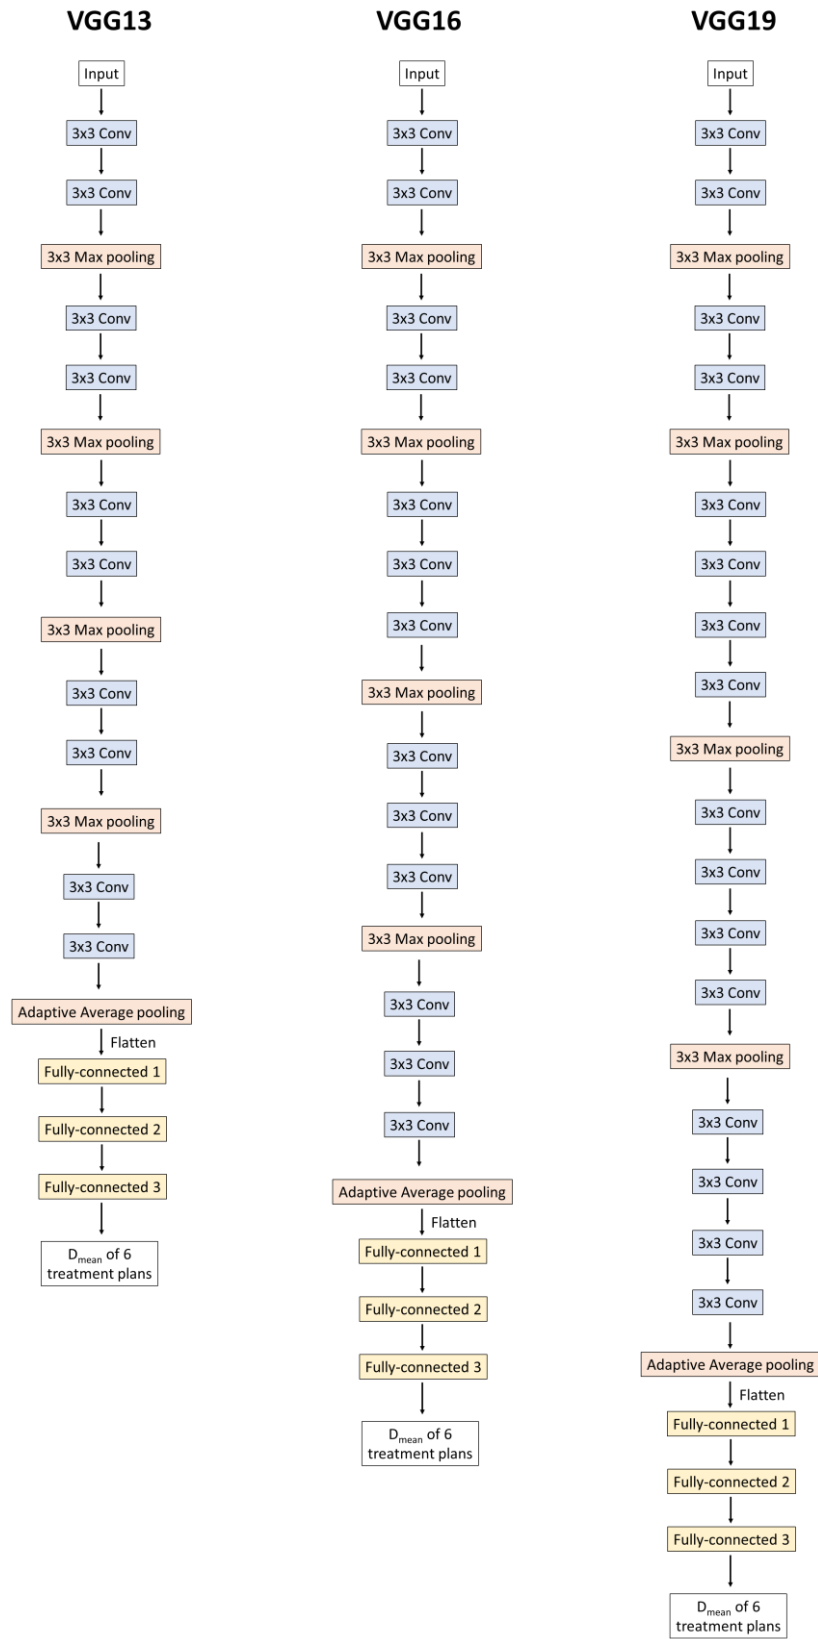 VGG13
Input
3x3 Conv
3x3 Conv
3x3 Max pooling
3x3 Conv
3x3 Conv
3x3 Max pooling
3x3 Conv
3x3 Conv
3x3 Max pooling
3x3 Conv
3x3 Conv
3x3 Max pooling
3x3 Conv
3x3 Conv
Adaptive Average pooling
Flatten
Fully-connected 1
Fully-connected 2
Fully-connected 3
Dmean of 6
treatment plans
VGG16
Input
3x3 Conv
3x3 Conv
3x3 Max pooling
3x3 Conv
3x3 Conv
3x3 Max pooling
3x3 Conv
3x3 Conv
3x3 Conv
3x3 Max pooling
3x3 Conv
3x3 Conv
3x3 Conv
3x3 Max pooling
3x3 Conv
3x3 Conv
3x3 Conv
Adaptive Average pooling
Flatten
Fully-connected 1
Fully-connected 2
Fully-connected 3
Dmean of 6
treatment plans
VGG19
Input
3x3 Conv
3x3 Conv
3x3 Max pooling
3x3 Conv
3x3 Conv
3x3 Max pooling
3x3 Conv
3x3 Conv
3x3 Conv
3x3 Conv
3x3 Max pooling
3x3 Conv
3x3 Conv
3x3 Conv
3x3 Conv
3x3 Max pooling
3x3 Conv
3x3 Conv
3x3 Conv
3x3 Conv
Adaptive Average pooling
Flatten
Fully-connected 1
Fully-connected 2
Fully-connected 3
Dmean of 6
treatment plans